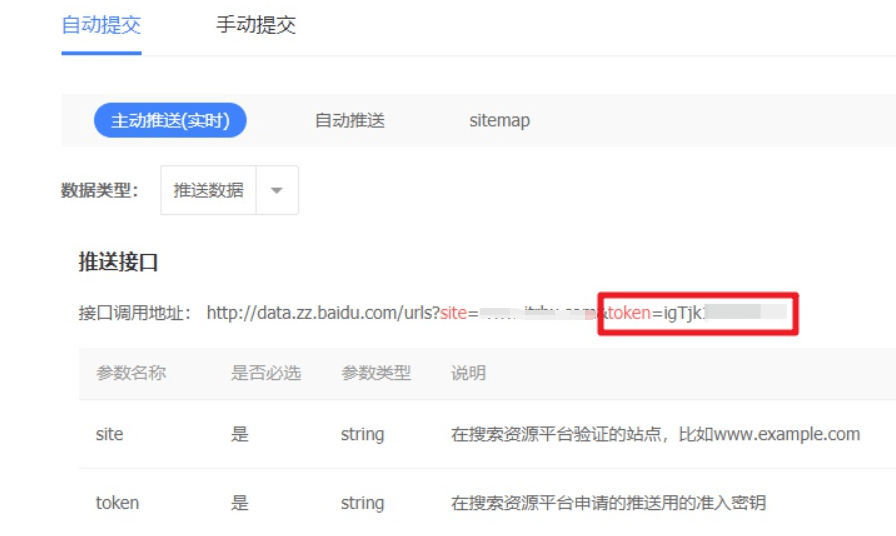 自动提交 手动提交
主动推送(实时) 自动推送 sitemap
数据类型： 推送数据
推送接口
接口调用地址： http://data.zz.baidu.com/urls?site= &token=igTjk
参数名称 是否必选 参数类型 说明
site 是 string 在搜索资源平台验证的站点，比如www.example.com
token 是 string 在搜索资源平台申请的推送用的准入密钥